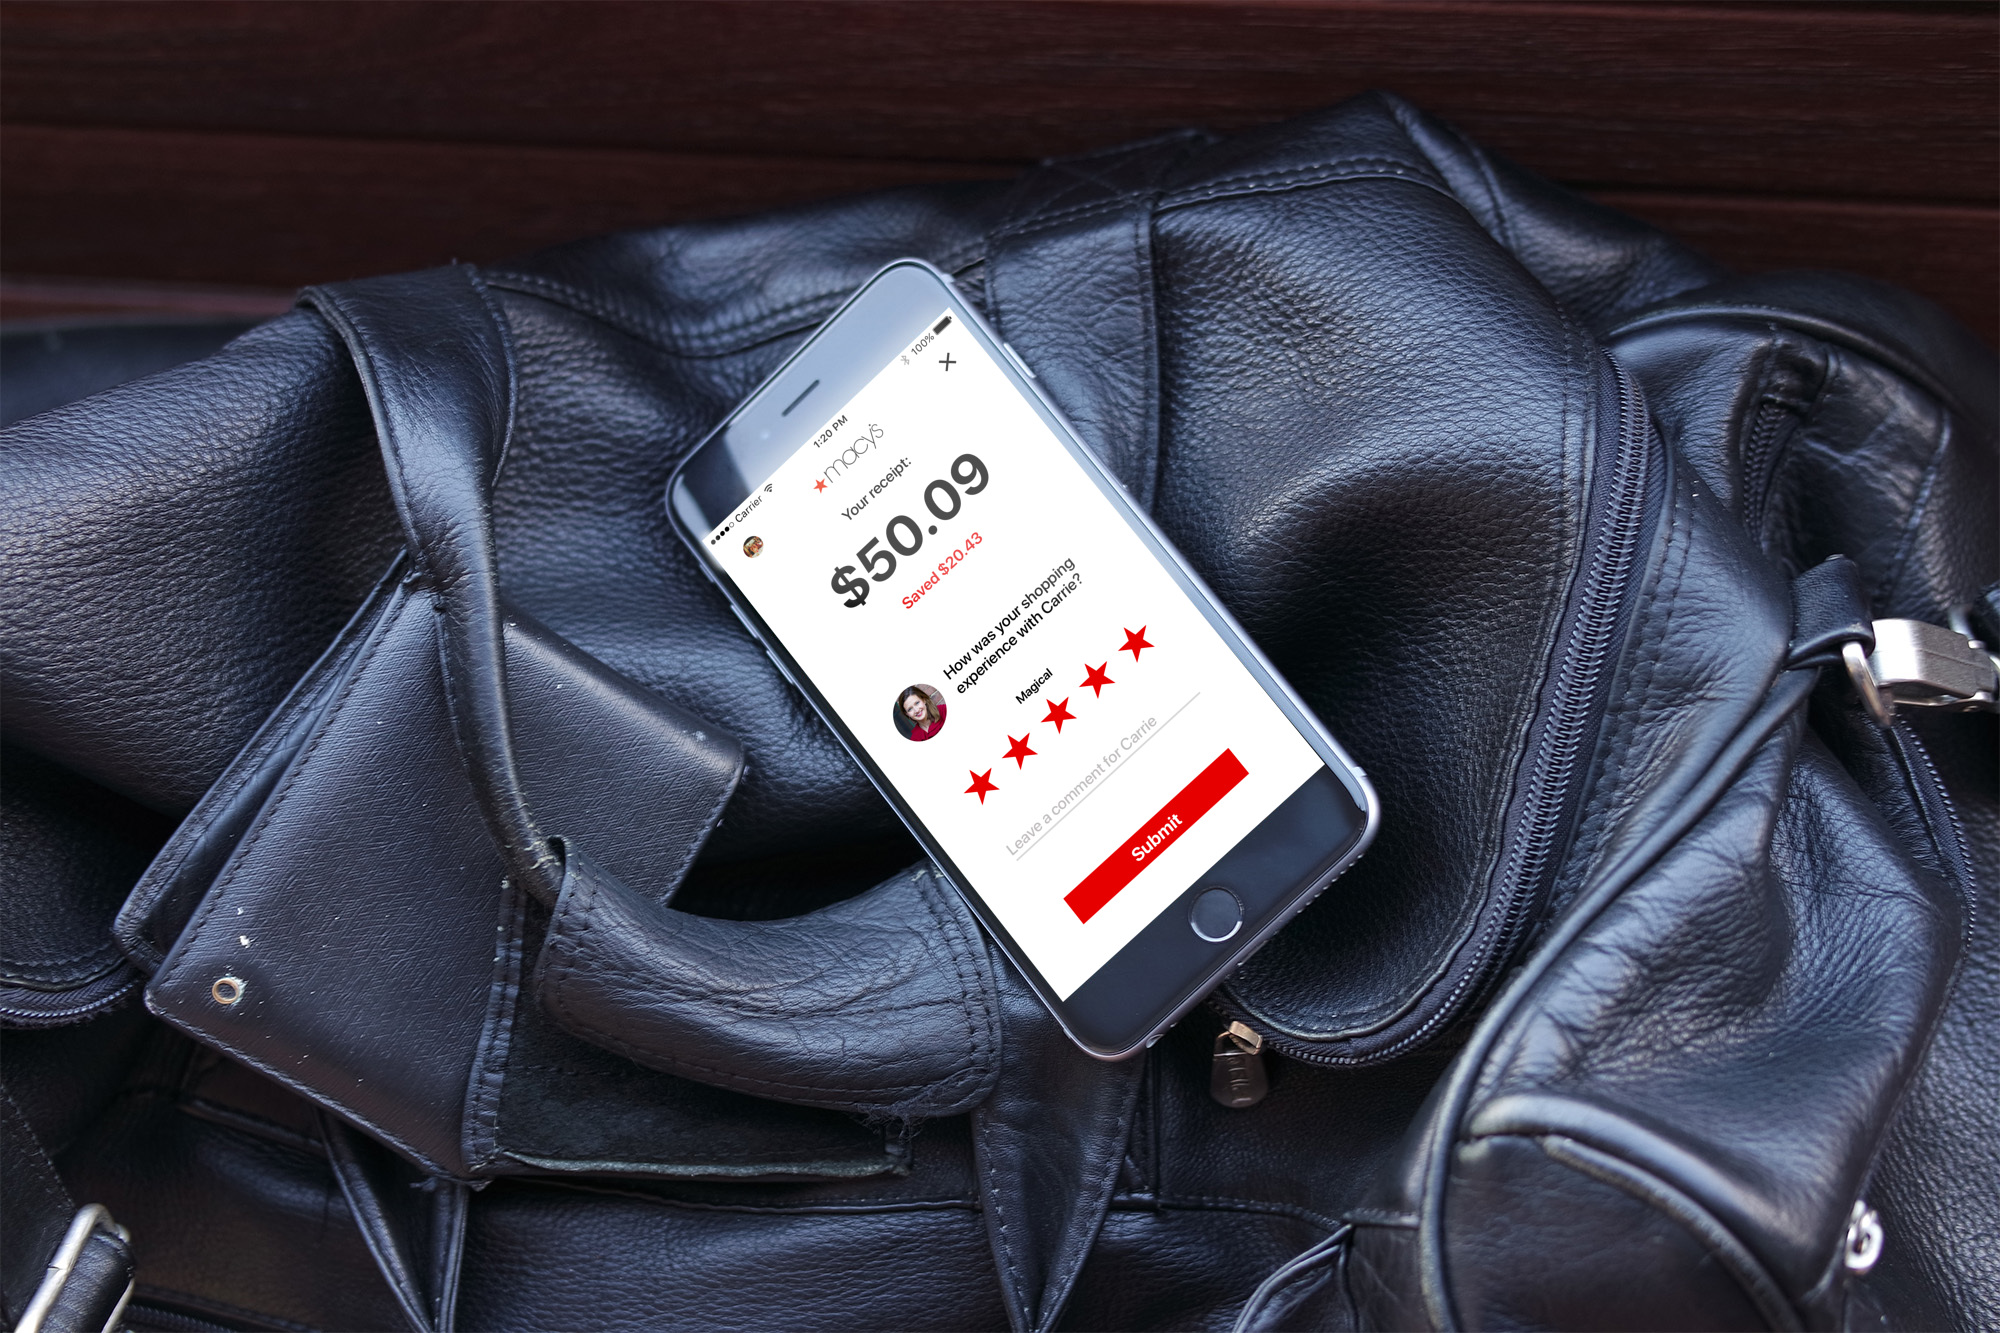 Carrier
1:20 PM
100%
macy's
Your receipt:
$50.09
Saved $20.43
How was your shopping
experience with Carrie?
Magical
Leave a comment for Carrie
Submit